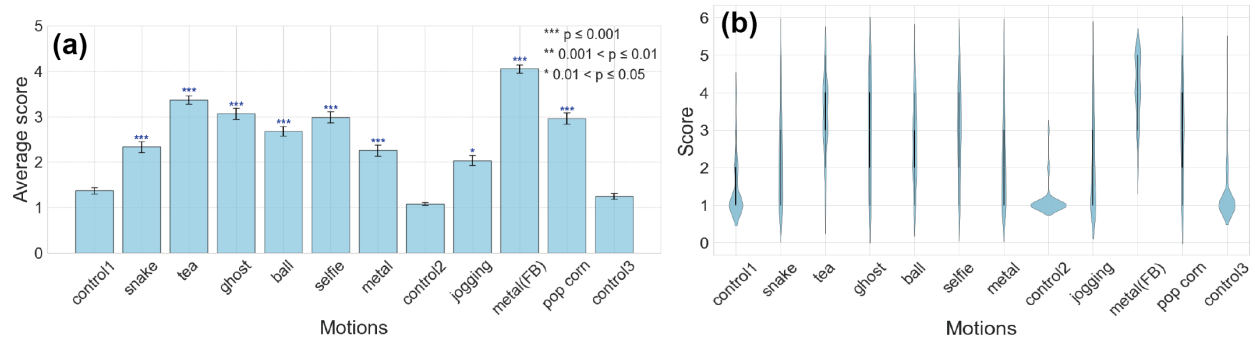 (a)
*** p ≤ 0.001
** 0.001 < p ≤ 0.01
* 0.01 < p ≤ 0.05
Average score
5
4
3
2
1
0
***
***
***
***
***
***
*
***
***
control1
snake
tea
ghost
ball
selfie
metal
control2
jogging
metal(FB)
pop corn
control3
Motions
(b)
Score
6
5
4
3
2
1
0
control1
snake
tea
ghost
ball
selfie
metal
control2
jogging
metal(FB)
pop corn
control3
Motions